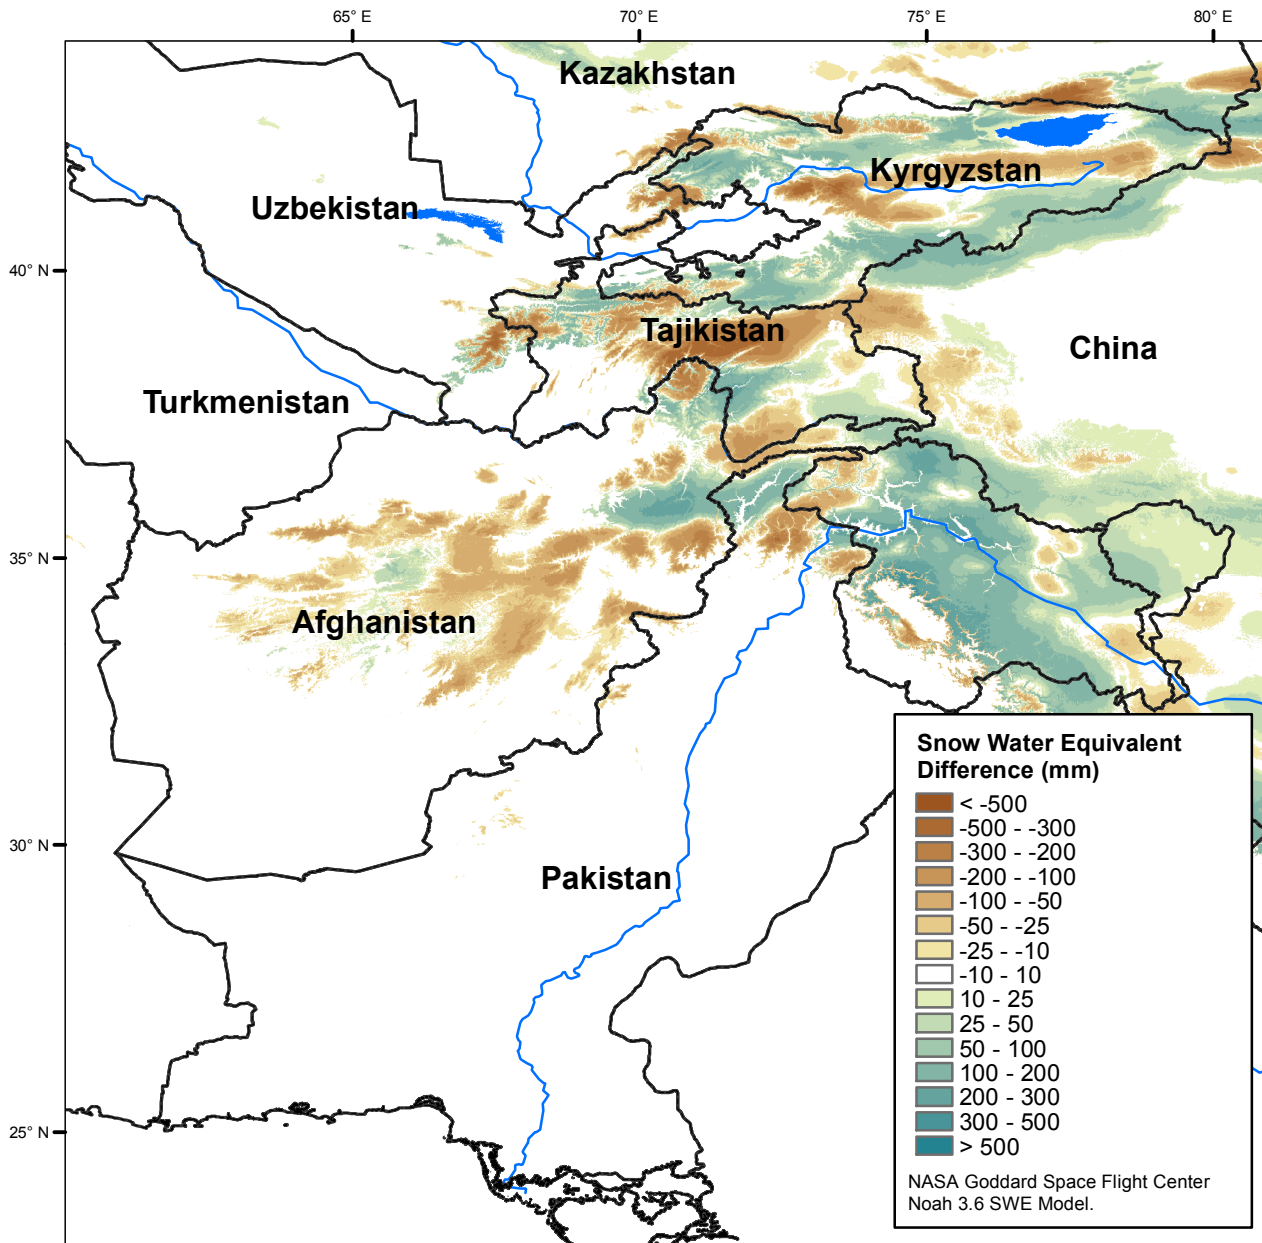 65° E
70° E
75° E
80° E
Kazakhstan
Kyrgyzstan
Uzbekistan
40° N
Tajikistan
China
Turkmenistan
35° N
Afghanistan
30° N
Pakistan
25° N
Snow Water Equivalent
Difference (mm)
< -500
-500 - -300
-300 - -200
-200 - -100
-100 - -50
-50 - -25
-25 - -10
-10 - 10
10 - 25
25 - 50
50 - 100
100 - 200
200 - 300
300 - 500
> 500
NASA Goddard Space Flight Center
Noah 3.6 SWE Model.